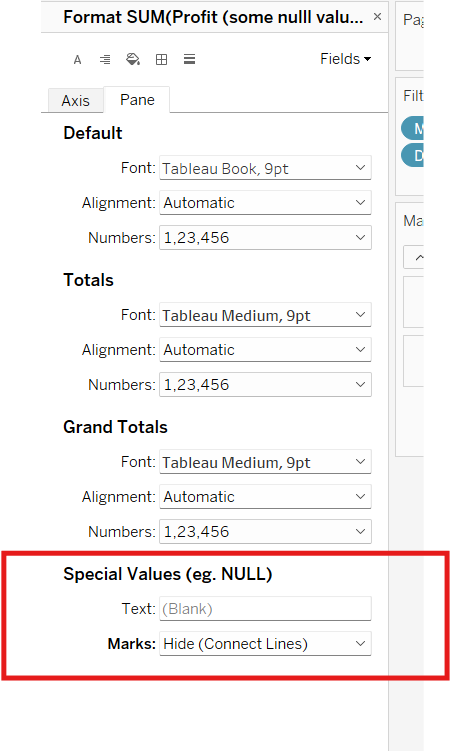 Format SUM(Profit (some nulll valu... ×
A
Fields
Axis Pane
Default
Font: Tableau Book, 9pt
Alignment: Automatic
Numbers: 1,23,456
Totals
Font: Tableau Medium, 9pt
Alignment: Automatic
Numbers: 1,23,456
Grand Totals
Font: Tableau Medium, 9pt
Alignment: Automatic
Numbers: 1,23,456
Special Values (eg. NULL)
Text: (Blank)
Marks: Hide (Connect Lines)
Pag
Filt
M
D
Ma